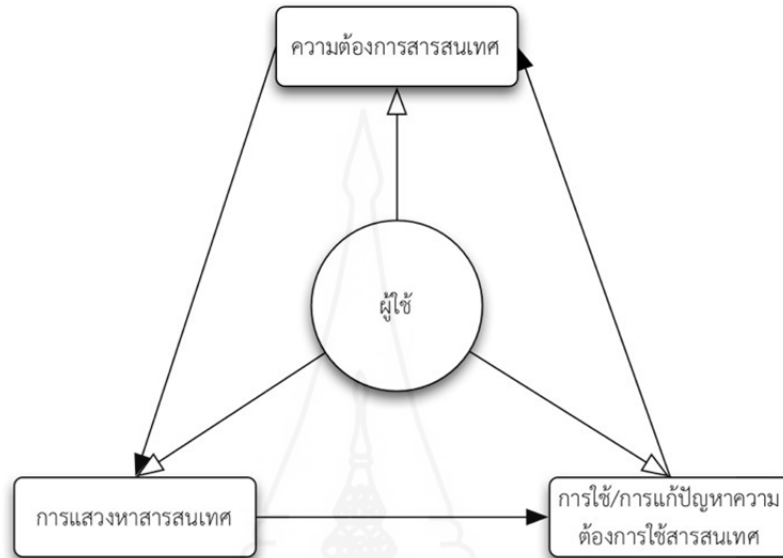 ความต้องการสารสนเทศ
ผู้ใช้
การแสวงหาสารสนเทศ
การใช้/การแก้ปัญหาความ
ต้องการใช้สารสนเทศ